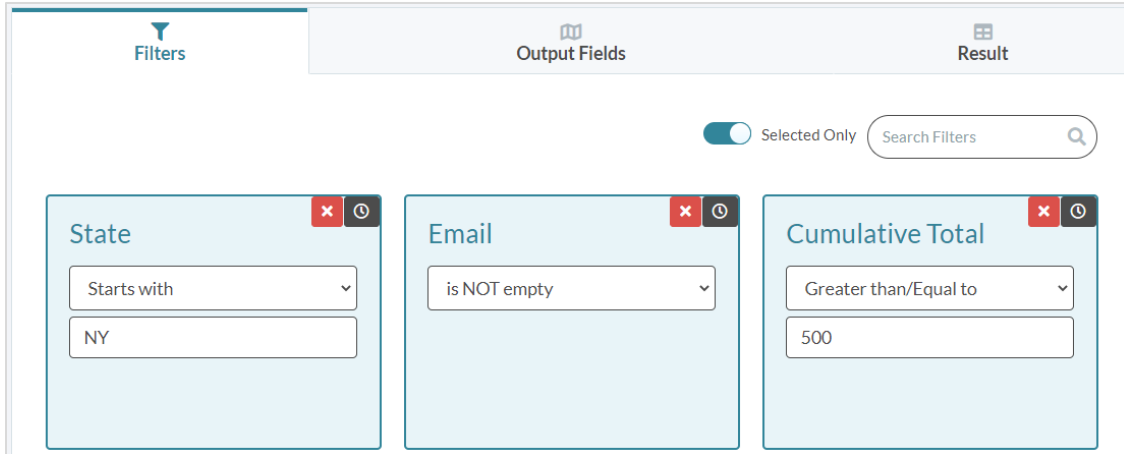 Filters
Output Fields
Result
Selected Only
Search Filters
State
Starts with
NY
Email
is NOT empty
Cumulative Total
Greater than/Equal to
500